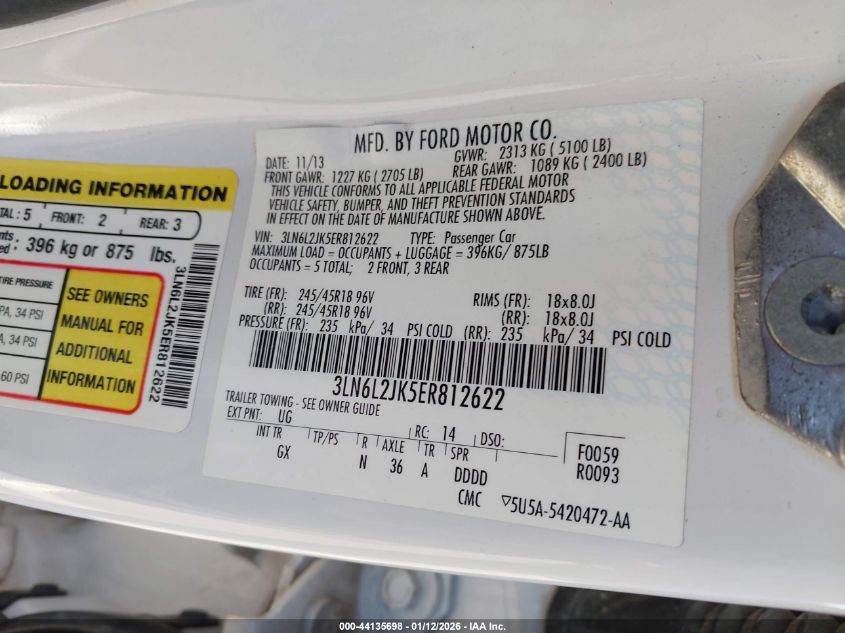 LOADING INFORMATION
TAL: 5 FRONT: 2 REAR: 3
nts
ed: 396 kg or 875 lbs.
TIRE PRESSURE
PA, 34 PSI
A, 34 PSI
60 PSI
SEE OWNERS
MANUAL FOR
ADDITIONAL
INFORMATION
3LN6L2JK5ER812622
MFD. BY FORD MOTOR CO.
DATE: 11/13 GVWR: 2313 KG ( 5100 LB)
FRONT GAWR: 1227 KG ( 2705 LB) REAR GAWR: 1089 KG ( 2400 LB)
THIS VEHICLE CONFORMS TO ALL APPLICABLE FEDERAL MOTOR
VEHICLE SAFETY, BUMPER, AND THEFT PREVENTION STANDARDS
IN EFFECT ON THE DATE OF MANUFACTURE SHOWN ABOVE.
VIN: 3LN6L2JK5ER812622 TYPE: Passenger Car
MAXIMUM LOAD = OCCUPANTS + LUGGAGE = 396KG/ 875LB
OCCUPANTS = 5 TOTAL; 2 FRONT, 3 REAR
TIRE (FR): 245/45R18 96V RIMS (FR): 18x8.0J
(RR): 245/45R18 96V (RR): 18x8.0J
PRESSURE (FR): 235 kPa/ 34 PSI COLD (RR): 235 kPa/ 34 PSI COLD
3LN6L2JK5ER812622
TRAILER TOWING - SEE OWNER GUIDE
EXT PNT: UG RC: 14 DSO:
INT TR TP/PS R AXLE TR SPR F0059
GX N 36 A DDDD R0093
CMC ▽5U5A-5420472-AA
000-44135698 - 01/12/2026 - IAA Inc.